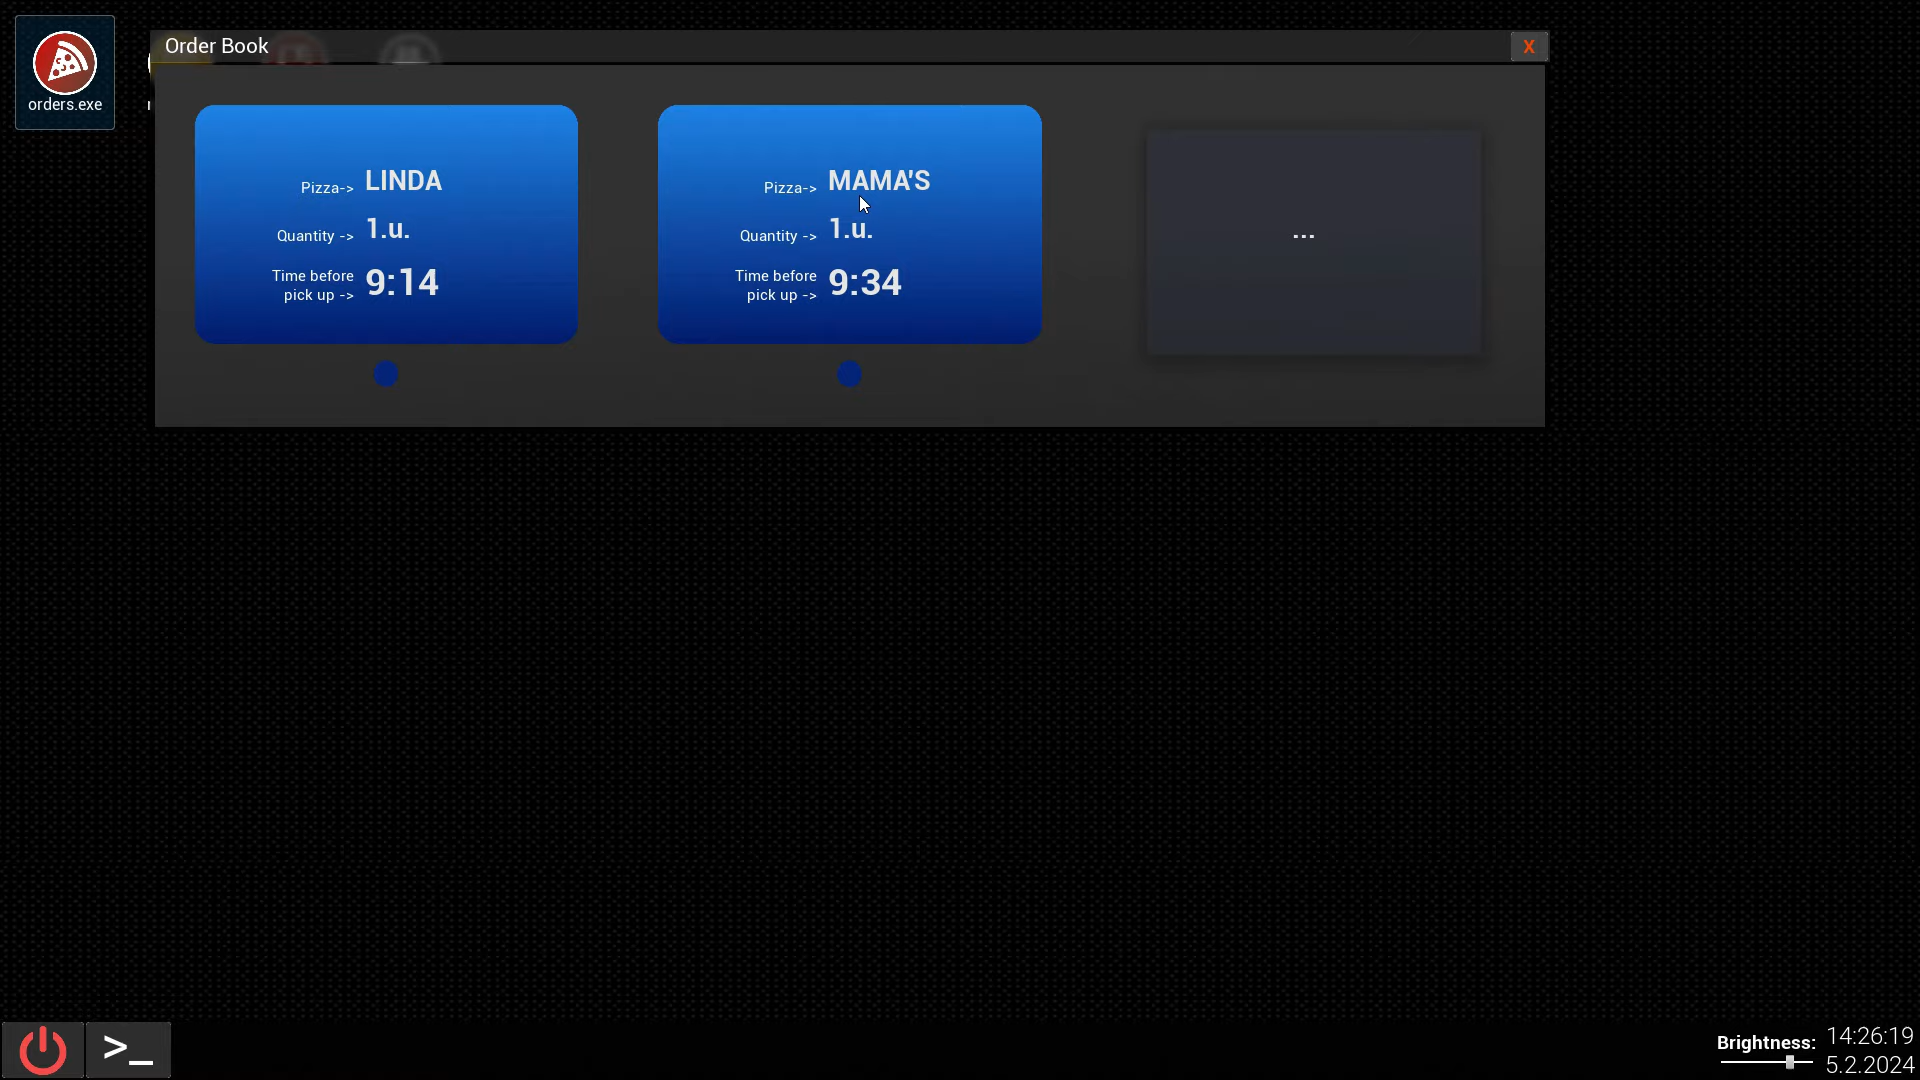 Order Book
X
orders.exe
Pizza-> LINDA
Quantity -> 1.u.
Time before
pick up -> 9:14
Pizza-> MAMA'S
Quantity -> 1.u.
Time before
pick up -> 9:34
...
>_
Brightness:
14:26:19
5.2.2024